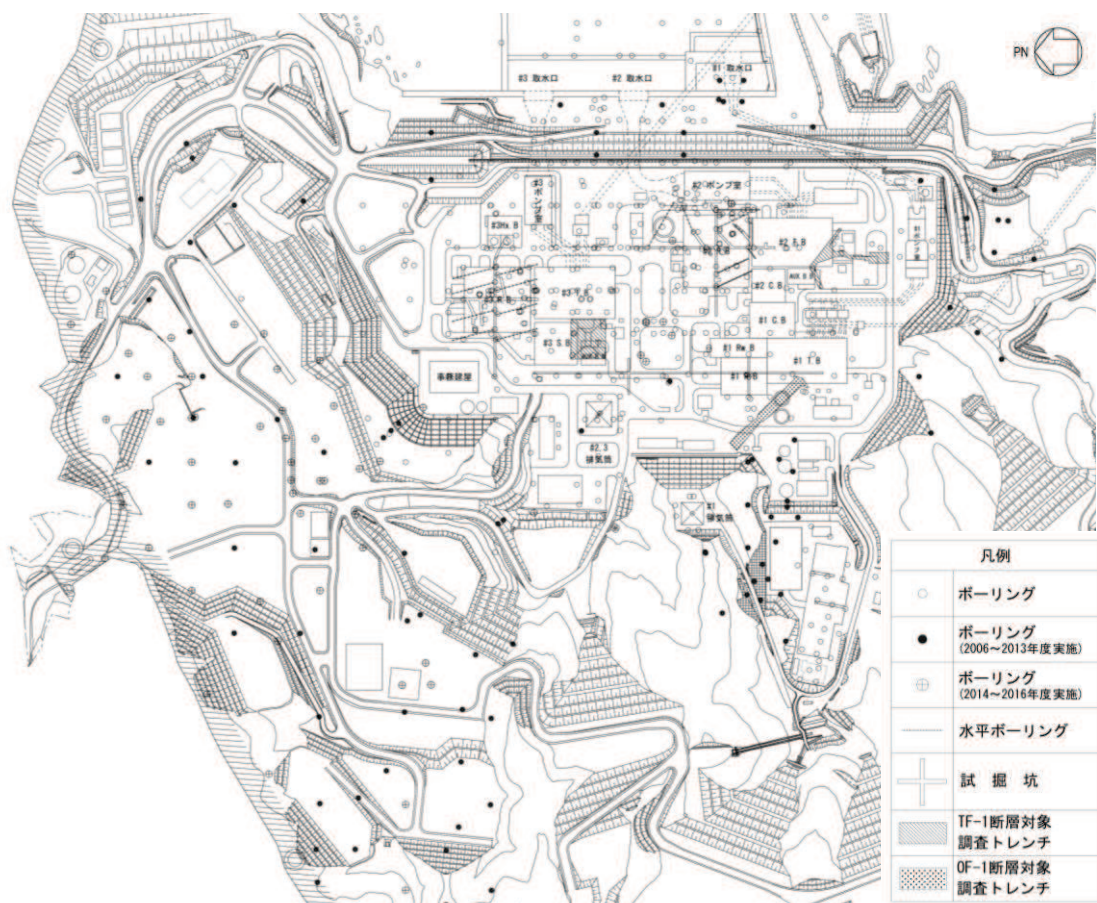 PN
#3 取水口
#2 取水口
#1 取水口
#2 ポンプ室
#3 ポンプ室
#3Hx.B
#2 T.B
#3 T.B
#2 C.B
#1 C.B
#3 S.B
#1 Rw.B
#1 T.B
事務建屋
#2,3
排気筒
#1
排気筒
凡例
ボーリング
ボーリング
(2006～2013年度実施)
ボーリング
(2014～2016年度実施)
水平ボーリング
試 掘 坑
TF-1断層対象
調査トレンチ
OF-1断層対象
調査トレンチ